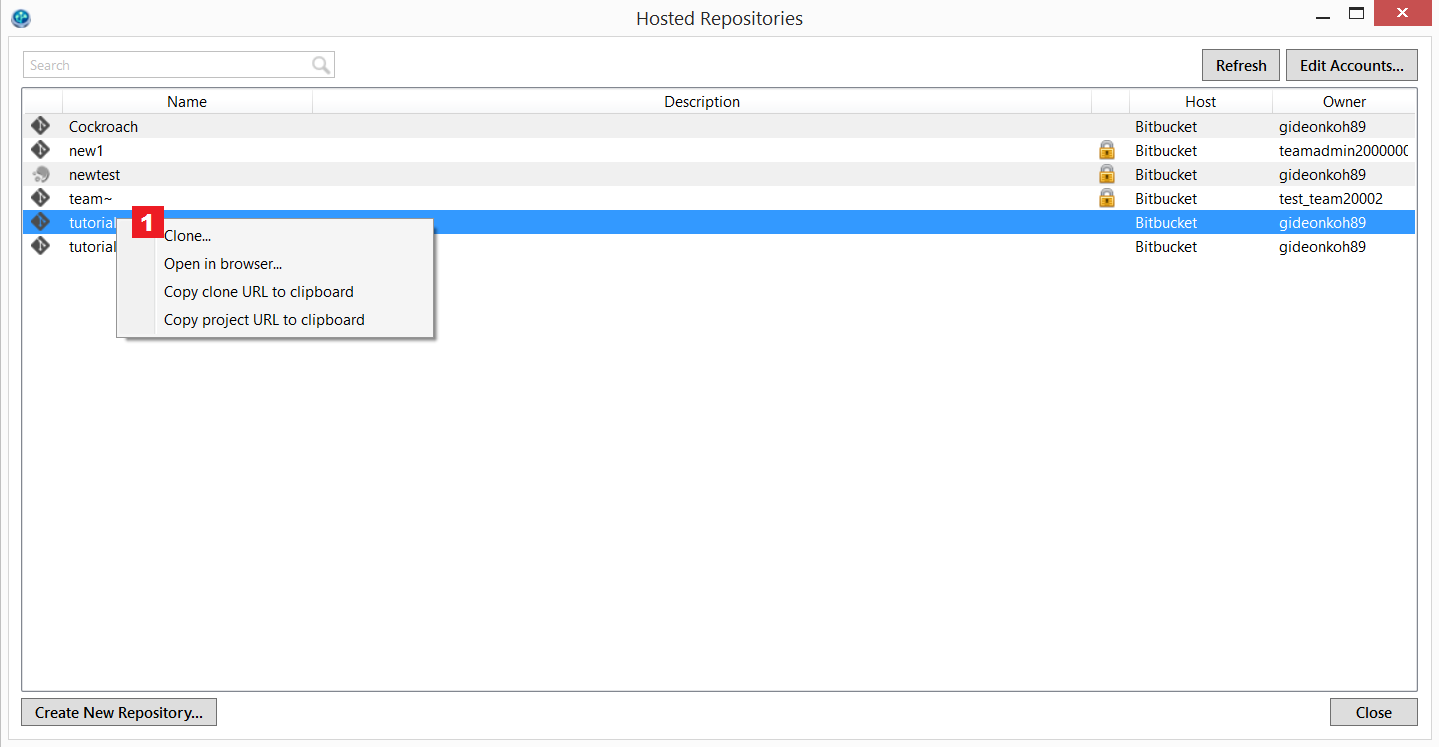 Hosted Repositories
Search
Refresh
Edit Accounts...
Name Description Host Owner
Cockroach Bitbucket gideonkoh89
new1 Bitbucket teamadmin2000000
newtest Bitbucket gideonkoh89
team~ Bitbucket test_team20002
tutorial Bitbucket gideonkoh89
1
Clone...
tutorial Bitbucket gideonkoh89
Open in browser...
Copy clone URL to clipboard
Copy project URL to clipboard
Create New Repository...
Close